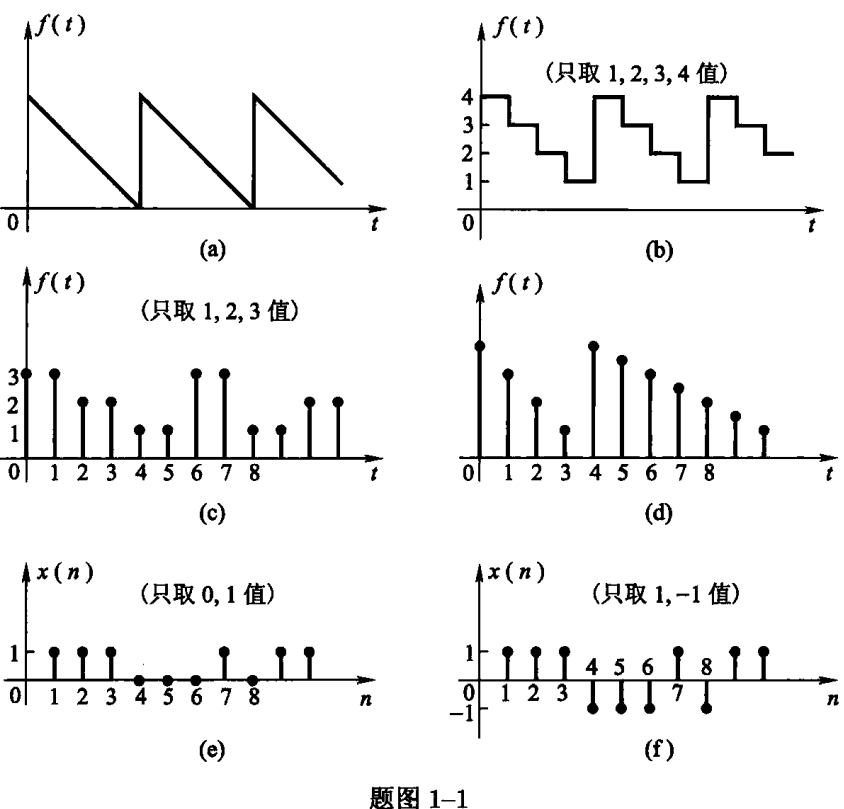 f(t)
0
t
(a)
f(t)
(只取 1, 2, 3, 4 值)
4
3
2
1
0
t
(b)
f(t)
(只取 1, 2, 3 值)
3
2
1
0 1 2 3 4 5 6 7 8
t
(c)
f(t)
0 1 2 3 4 5 6 7 8
t
(d)
x(n)
(只取 0, 1 值)
1
0 1 2 3 4 5 6 7 8
n
(e)
x(n)
(只取 1, −1 值)
1
4 5 6 8
0 1 2 3 7
n
−1
(f)
题图 1–1